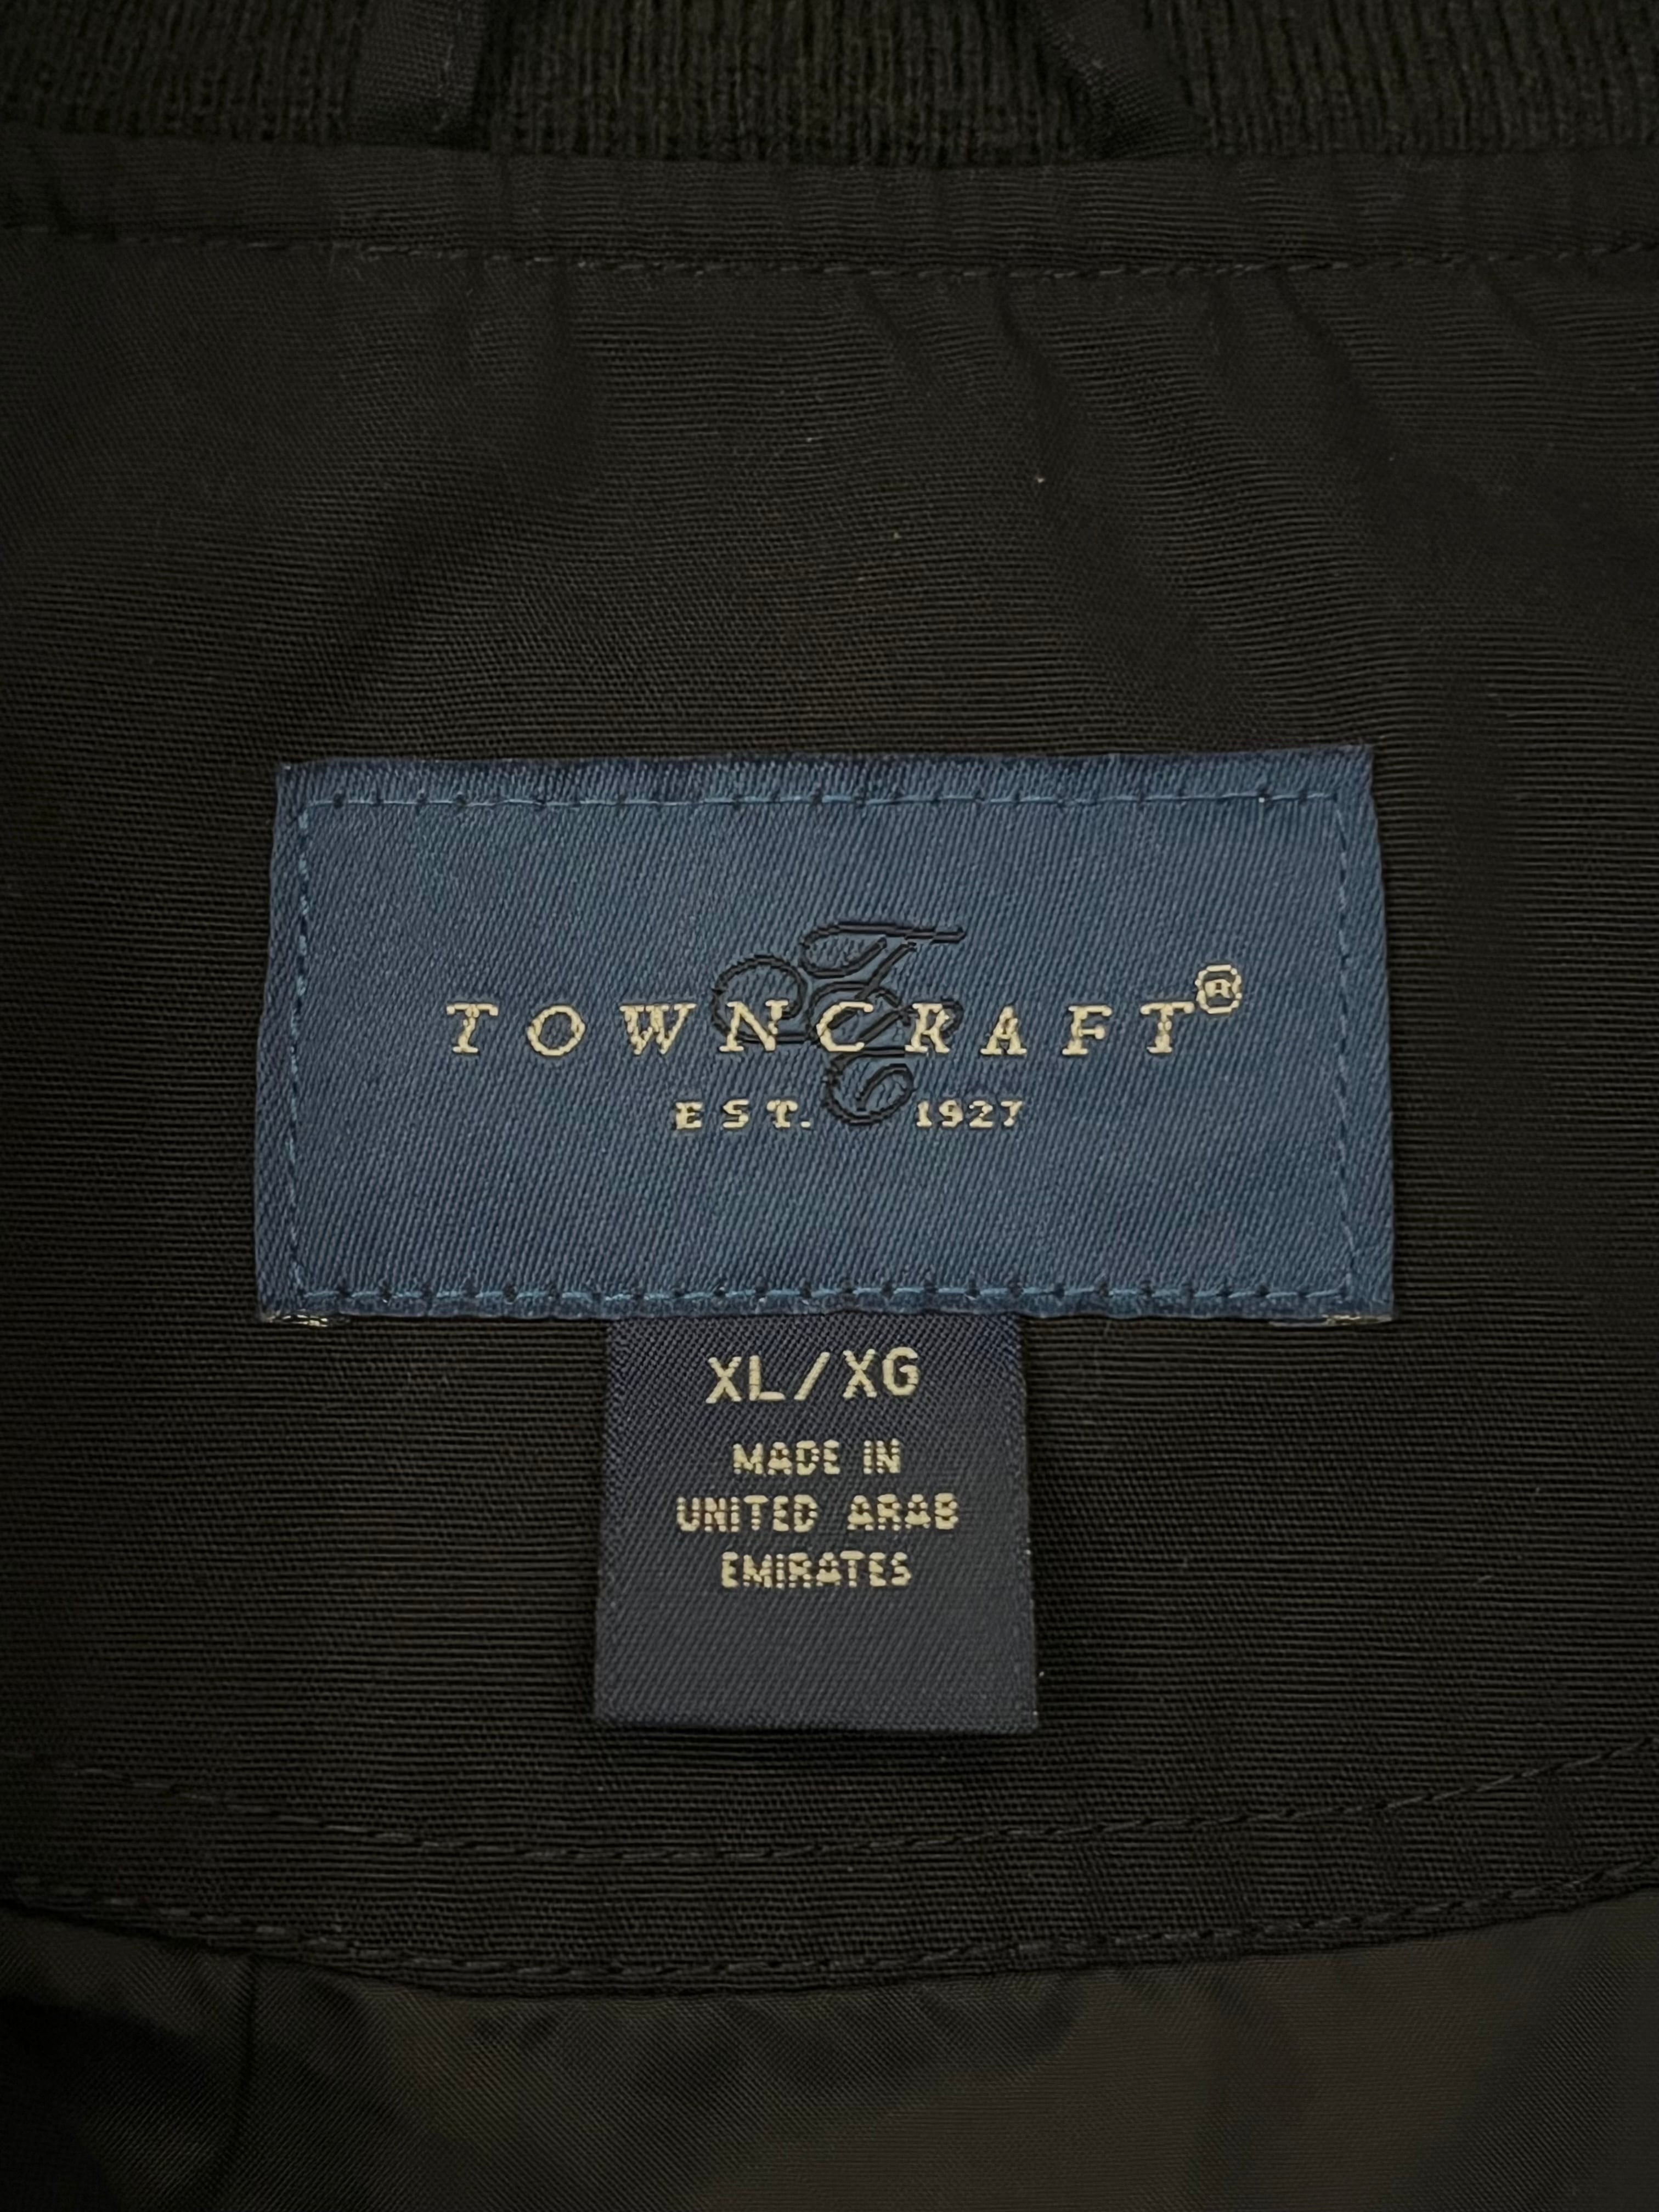 TOWNCRAFT®
EST. 1927
XL/XG
MADE IN
UNITED ARAB
EMIRATES